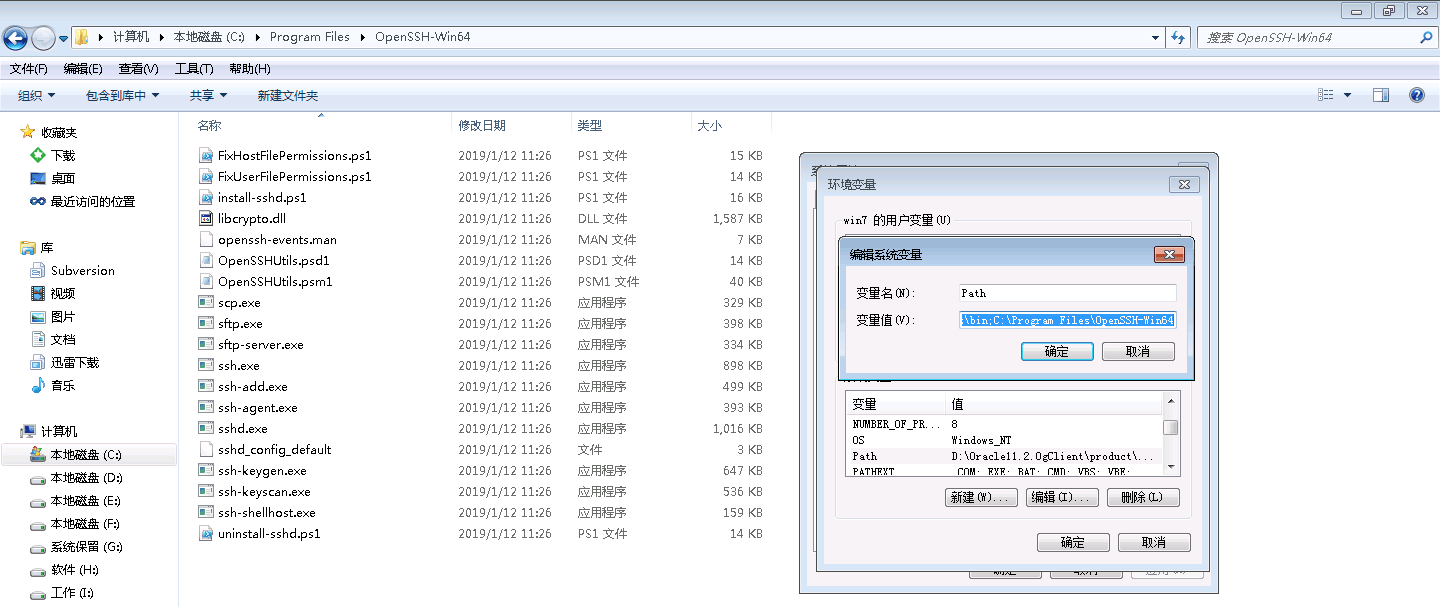 计算机 本地磁盘 (C:) Program Files OpenSSH-Win64
搜索 OpenSSH-Win64
文件(F) 编辑(E) 查看(V) 工具(T) 帮助(H)
组织 包含到库中 共享 新建文件夹
收藏夹
下载
桌面
最近访问的位置
库
Subversion
视频
图片
文档
迅雷下载
音乐
计算机
本地磁盘 (C:)
本地磁盘 (D:)
本地磁盘 (E:)
本地磁盘 (F:)
系统保留 (G:)
软件 (H:)
工作 (I:)
名称 修改日期 类型 大小
FixHostFilePermissions.ps1 2019/1/12 11:26 PS1 文件 15 KB
FixUserFilePermissions.ps1 2019/1/12 11:26 PS1 文件 14 KB
install-sshd.ps1 2019/1/12 11:26 PS1 文件 16 KB
libcrypto.dll 2019/1/12 11:26 DLL 文件 1,587 KB
openssh-events.man 2019/1/12 11:26 MAN 文件 7 KB
OpenSSHUtils.psd1 2019/1/12 11:26 PSD1 文件 14 KB
OpenSSHUtils.psm1 2019/1/12 11:26 PSM1 文件 40 KB
scp.exe 2019/1/12 11:26 应用程序 329 KB
sftp.exe 2019/1/12 11:26 应用程序 398 KB
sftp-server.exe 2019/1/12 11:26 应用程序 334 KB
ssh.exe 2019/1/12 11:26 应用程序 898 KB
ssh-add.exe 2019/1/12 11:26 应用程序 499 KB
ssh-agent.exe 2019/1/12 11:26 应用程序 393 KB
sshd.exe 2019/1/12 11:26 应用程序 1,016 KB
sshd_config_default 2019/1/12 11:26 文件 3 KB
ssh-keygen.exe 2019/1/12 11:26 应用程序 647 KB
ssh-keyscan.exe 2019/1/12 11:26 应用程序 536 KB
ssh-shellhost.exe 2019/1/12 11:26 应用程序 159 KB
uninstall-sshd.ps1 2019/1/12 11:26 PS1 文件 14 KB
环境变量
win7 的用户变量(U)
编辑系统变量
变量名(N): Path
变量值(V): \bin;C:\Program Files\OpenSSH-Win64
确定 取消
变量 值
NUMBER_OF_PR... 8
OS Windows_NT
Path D:\Oracle11.2.0gClient\product\...
PATHEXT .COM;.EXE;.BAT;.CMD;.VBS;.VBE;
新建(W)... 编辑(I)... 删除(L)
确定 取消